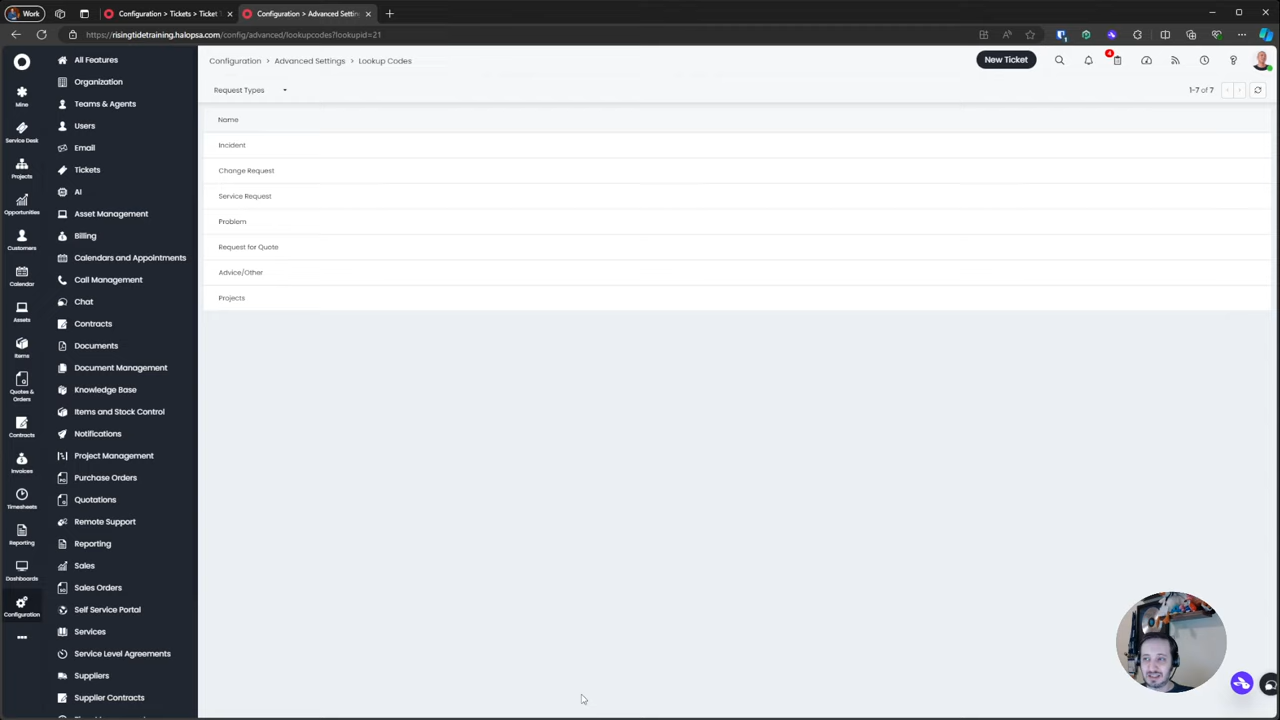 Work
Configuration > Tickets > Ticket T
Configuration > Advanced Settin
https://risingtidetraining.halopsa.com/config/advanced/lookupcodes?lookupid=21
Mine
Service Desk
Projects
Opportunities
Customers
Calendar
Assets
Items
Quotes &
Orders
Contracts
Invoices
Timesheets
Reporting
Dashboards
Configuration
All Features
Organization
Teams & Agents
Users
Email
Tickets
AI
Asset Management
Billing
Calendars and Appointments
Call Management
Chat
Contracts
Documents
Document Management
Knowledge Base
Items and Stock Control
Notifications
Project Management
Purchase Orders
Quotations
Remote Support
Reporting
Sales
Sales Orders
Self Service Portal
Services
Service Level Agreements
Suppliers
Supplier Contracts
Configuration > Advanced Settings > Lookup Codes
New Ticket
4
Request Types
1-7 of 7
Name
Incident
Change Request
Service Request
Problem
Request for Quote
Advice/Other
Projects